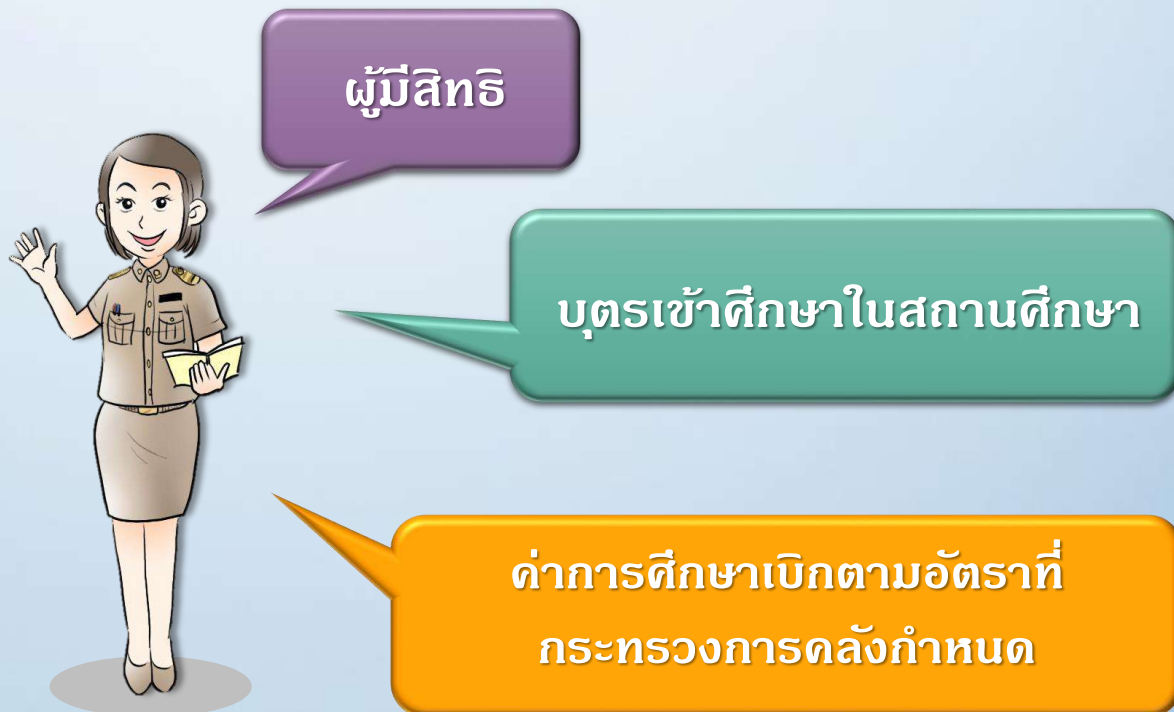 ผู้มีสิทธิ
บุตรเข้าศึกษาในสถานศึกษา
ค่าการศึกษาเบิกตามอัตราที่
กระทรวงการคลังกำหนด